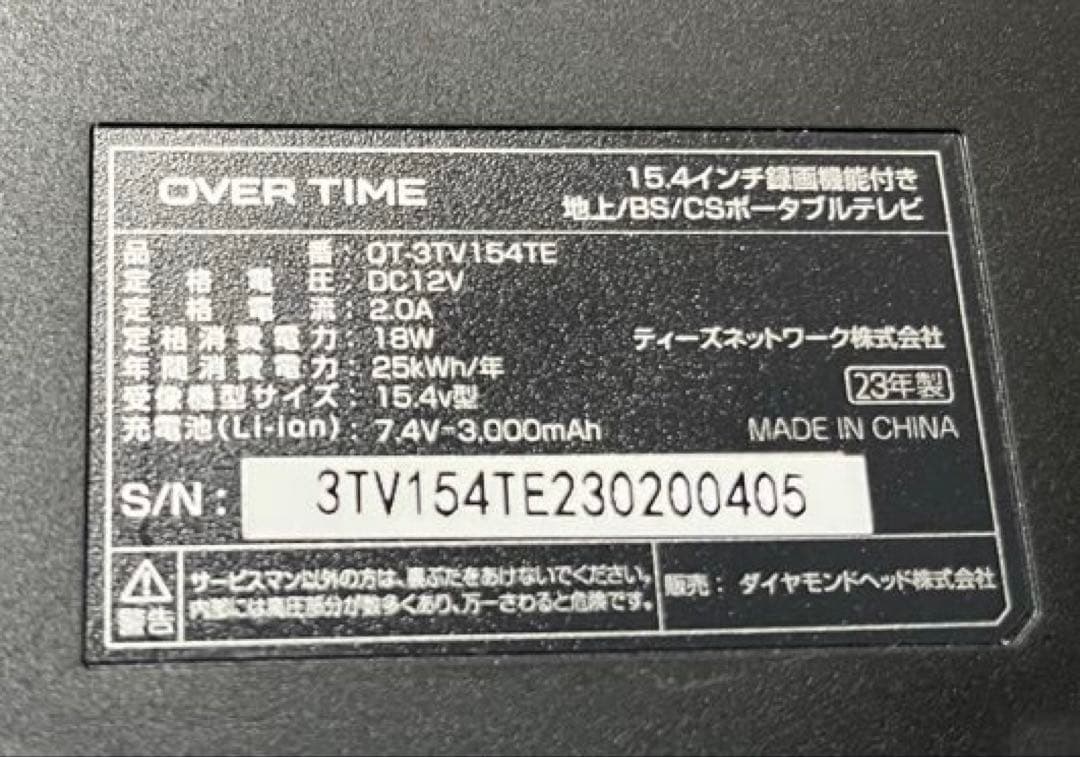 OVER TIME
15.4インチ録画機能付き
地上/BS/CSポータブルテレビ
品番：OT-3TV154TE
定格電圧：DC12V
定格電流：2.0A
定格消費電力：18W
年間消費電力：25kWh/年
受像機型サイズ：15.4v型
充電池(Li-ion)：7.4V-3,000mAh
ティーズネットワーク株式会社
23年製
MADE IN CHINA
S/N：3TV154TE230200405
警告
サービスマン以外の方は、裏ぶたをあけないでください。
内部には高圧部分が数多くあり、万一さわると危険です。
販売：ダイヤモンドヘッド株式会社